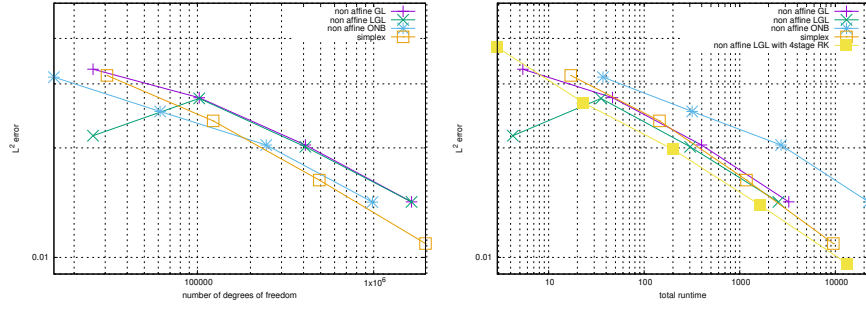 non affine GL
non affine LGL
non affine ONB
simplex
L² error
0.01
100000
1x10⁶
number of degrees of freedom
non affine GL
non affine LGL
non affine ONB
simplex
non affine LGL with 4stage RK
L² error
0.01
10
100
1000
10000
total runtime